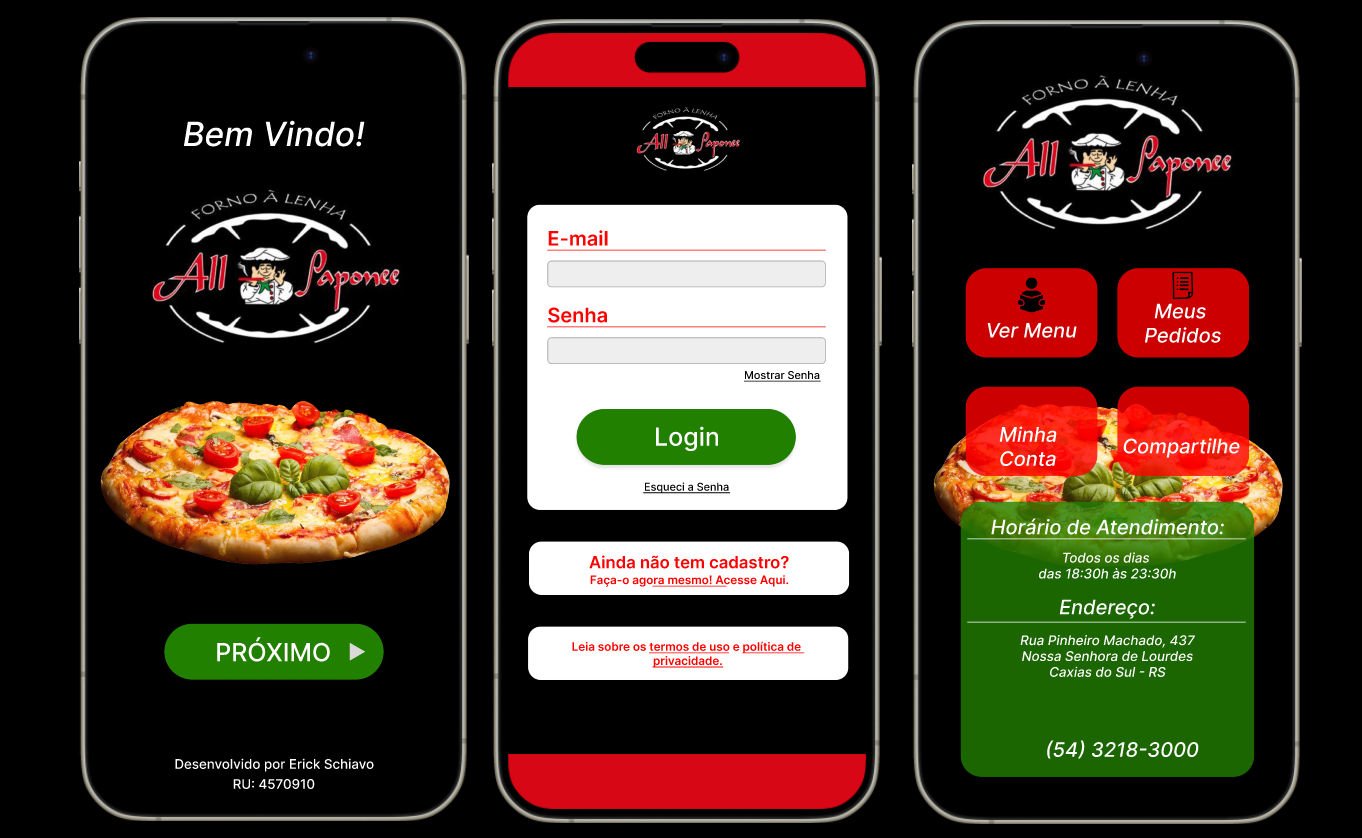 Bem Vindo!
FORNO À LENHA
All Paponee
PRÓXIMO
Desenvolvido por Erick Schiavo
RU: 4570910
FORNO À LENHA
All Paponee
E-mail
Senha
Mostrar Senha
Login
Esqueci a Senha
Ainda não tem cadastro?
Faça-o agora mesmo! Acesse Aqui.
Leia sobre os termos de uso e política de
privacidade.
FORNO À LENHA
All Paponee
Ver Menu
Meus
Pedidos
Minha
Conta
Compartilhe
Horário de Atendimento:
Todos os dias
das 18:30h às 23:30h
Endereço:
Rua Pinheiro Machado, 437
Nossa Senhora de Lourdes
Caxias do Sul - RS
(54) 3218-3000